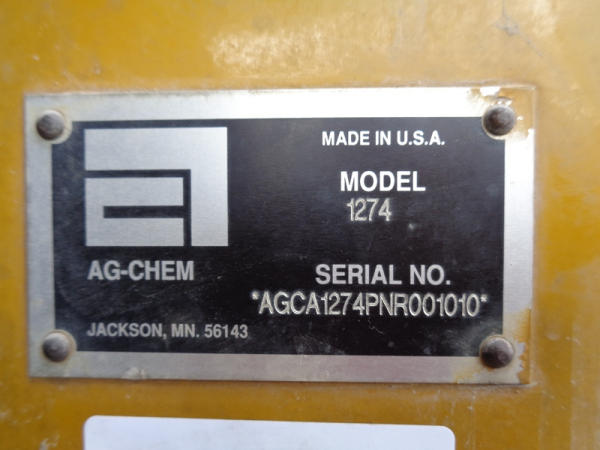 MADE IN U.S.A.
MODEL
1274
AG-CHEM
SERIAL NO.
*AGCA1274PNR001010*
JACKSON, MN. 56143